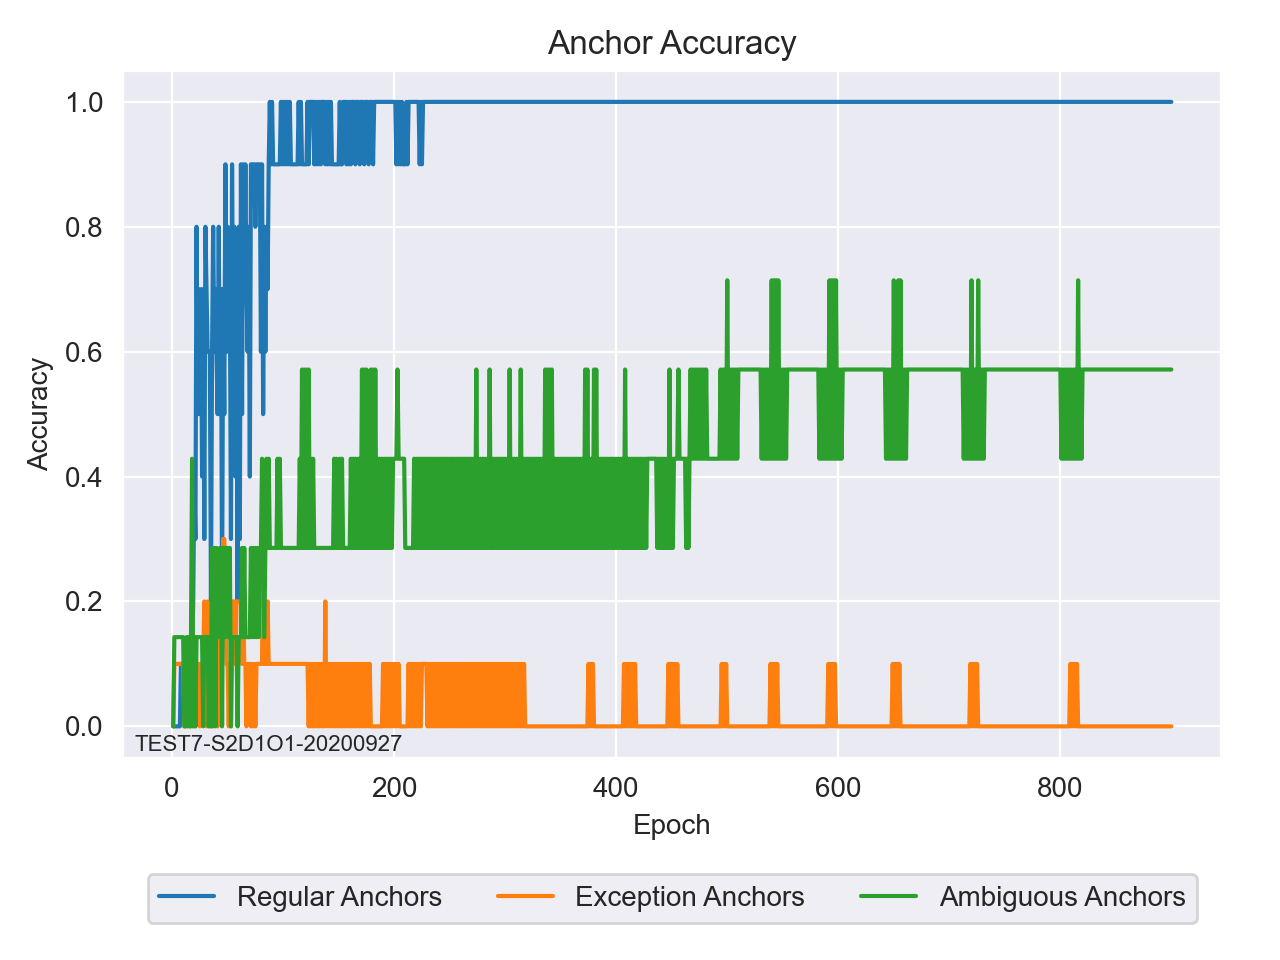 Anchor Accuracy
Accuracy
1.0
0.8
0.6
0.4
0.2
0.0
TEST7-S2D1O1-20200927
0 200 400 600 800
Epoch
Regular Anchors Exception Anchors Ambiguous Anchors